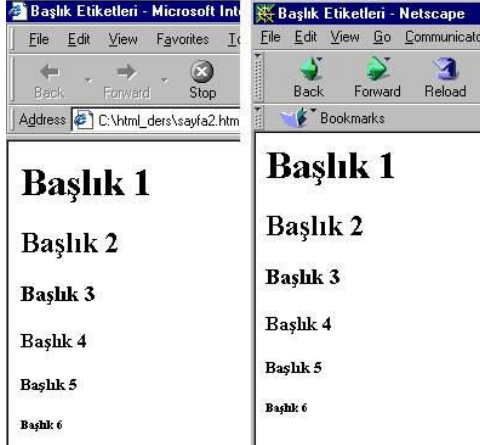 Başlık Etiketleri - Microsoft Int
File Edit View Favorites
Back Forward Stop
Address C:\html_ders\sayfa2.htm
Başlık 1
Başlık 2
Başlık 3
Başlık 4
Başlık 5
Başlık 6
Başlık Etiketleri - Netscape
File Edit View Go Communicato
Back Forward Reload
Bookmarks
Başlık 1
Başlık 2
Başlık 3
Başlık 4
Başlık 5
Başlık 6